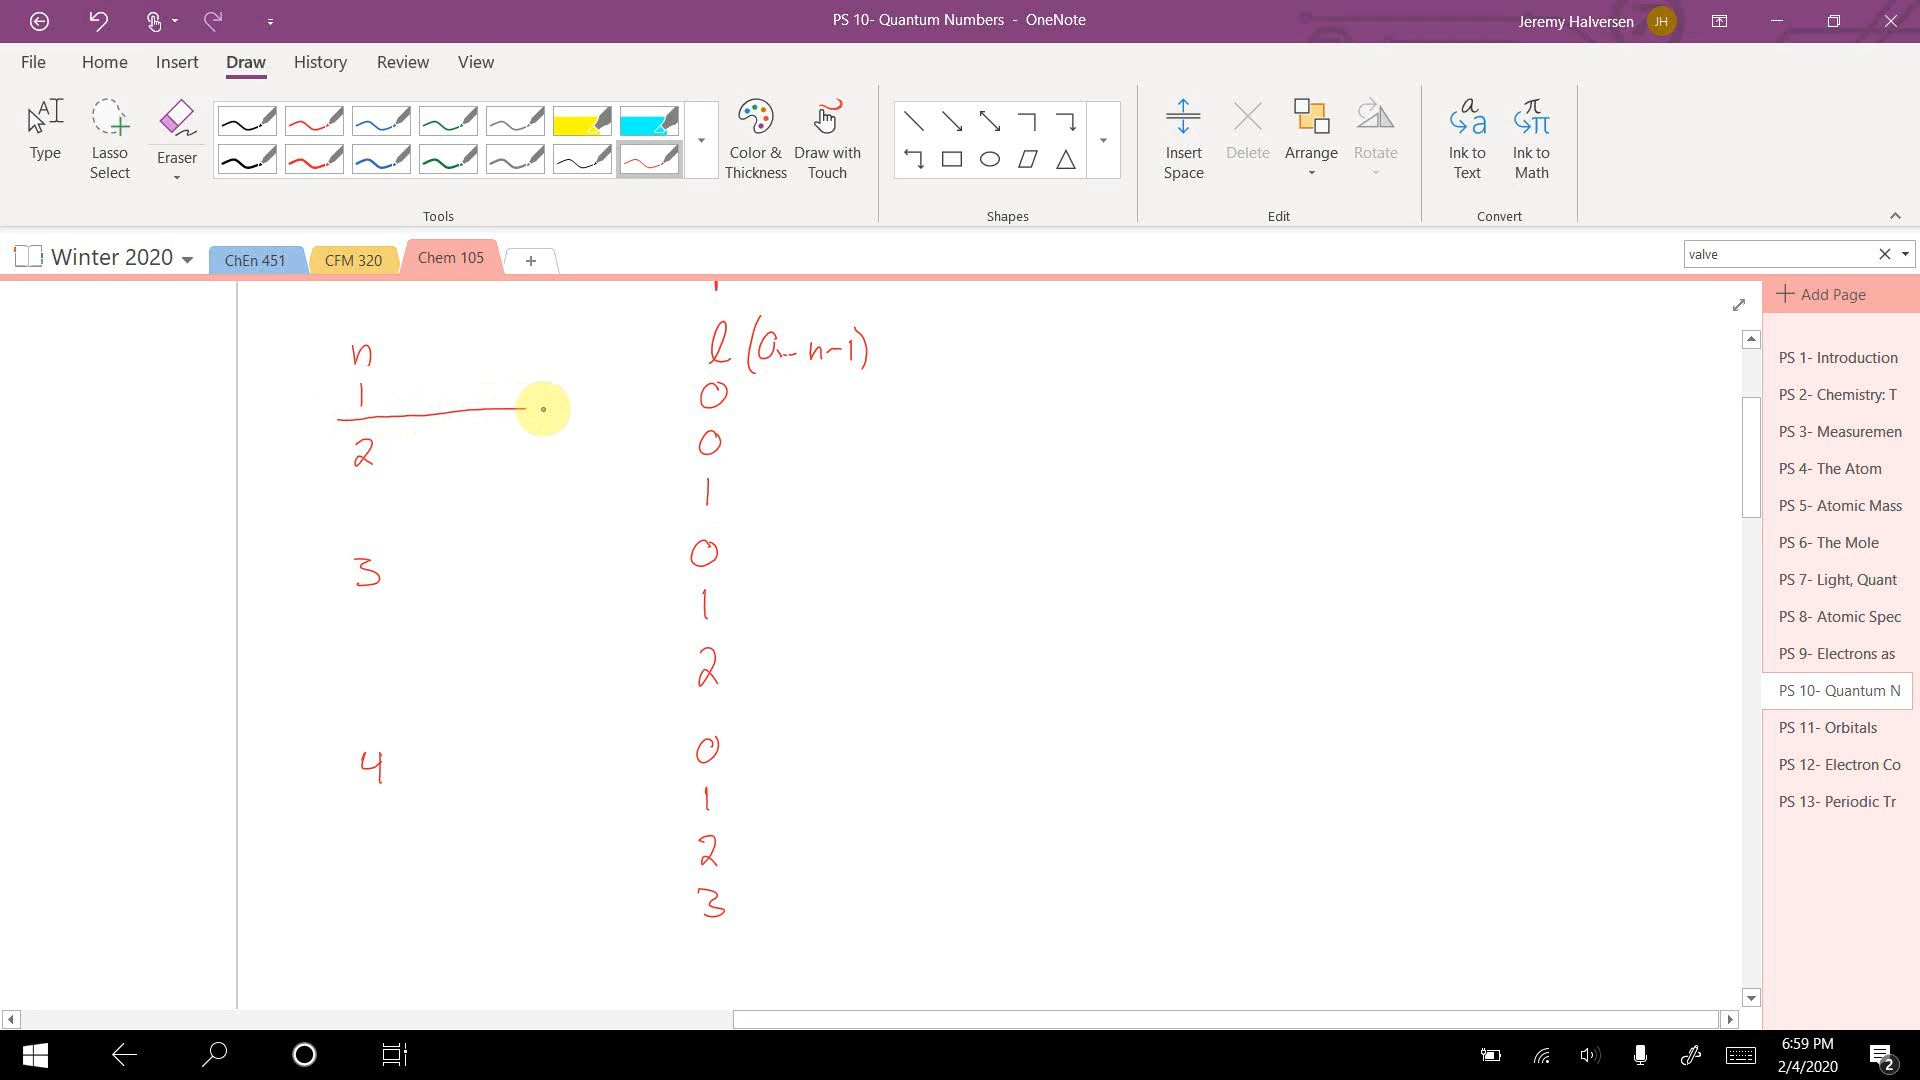 PS 10- Quantum Numbers - OneNote
Jeremy Halversen JH
File Home Insert Draw History Review View
Type
Lasso Select
Eraser
Color & Thickness
Draw with Touch
Insert Space
Delete
Arrange
Rotate
Ink to Text
Ink to Math
Tools Shapes Edit Convert
Winter 2020 ChEn 451 CFM 320 Chem 105 +
valve
Add Page
PS 1- Introduction
PS 2- Chemistry: T
PS 3- Measuremen
PS 4- The Atom
PS 5- Atomic Mass
PS 6- The Mole
PS 7- Light, Quant
PS 8- Atomic Spec
PS 9- Electrons as
PS 10- Quantum N
PS 11- Orbitals
PS 12- Electron Co
PS 13- Periodic Tr
n l (0... n-1)
1 0
2 0
1
3 0
1
2
4 0
1
2
3
6:59 PM
2/4/2020
2